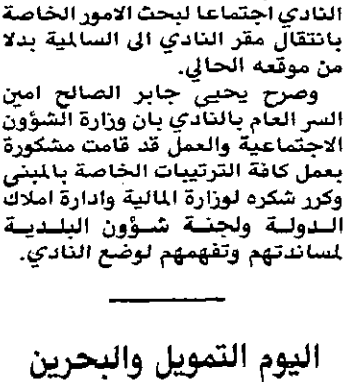 النادي اجتماعا لبحث الامور الخاصة
بانتقال مقر النادي الى السالمية بدلا
من موقعه الحالي.
وصرح يحيى جابر الصالح امين
السر العام بالنادي بان وزارة الشؤون
الاجتماعية والعمل قد قامت مشكورة
بعمل كافة الترتيبات الخاصة بالمبنى
وكرر شكره لوزارة المالية وادارة املاك
الدولة ولجنة شؤون البلدية
لمساندتهم وتفهمهم لوضع النادي.
اليوم التمويل والبحرين